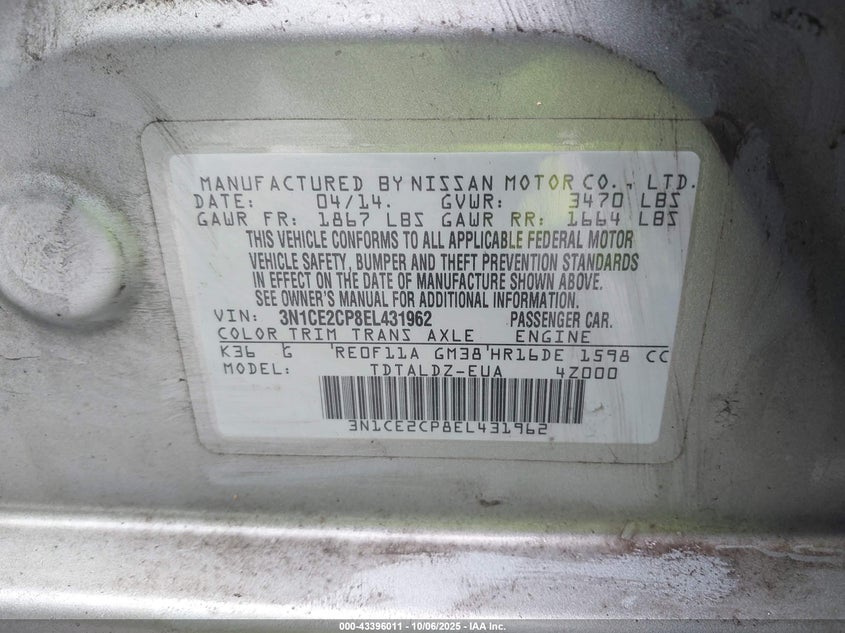 MANUFACTURED BY NISSAN MOTOR CO., LTD.
DATE: 04/14. GVWR: 3470 LBS
GAWR FR: 1867 LBS GAWR RR: 1664 LBS
THIS VEHICLE CONFORMS TO ALL APPLICABLE FEDERAL MOTOR
VEHICLE SAFETY, BUMPER AND THEFT PREVENTION STANDARDS
IN EFFECT ON THE DATE OF MANUFACTURE SHOWN ABOVE.
SEE OWNER'S MANUAL FOR ADDITIONAL INFORMATION.
VIN: 3N1CE2CP8EL431962 PASSENGER CAR.
COLOR TRIM TRANS AXLE ENGINE
K36 G RE0F11A GM38 HR16DE 1598 CC
MODEL: TDTALDZ-EUA 4Z000
3N1CE2CP8EL431962
000-43396011 - 10/06/2025 - IAA Inc.